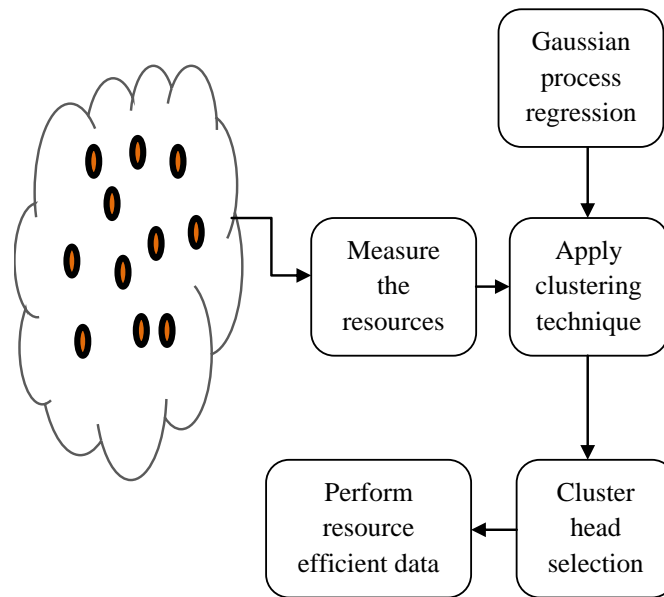 Gaussian
process
regression
Measure
the
resources
Apply
clustering
technique
Perform
resource
efficient data
Cluster
head
selection